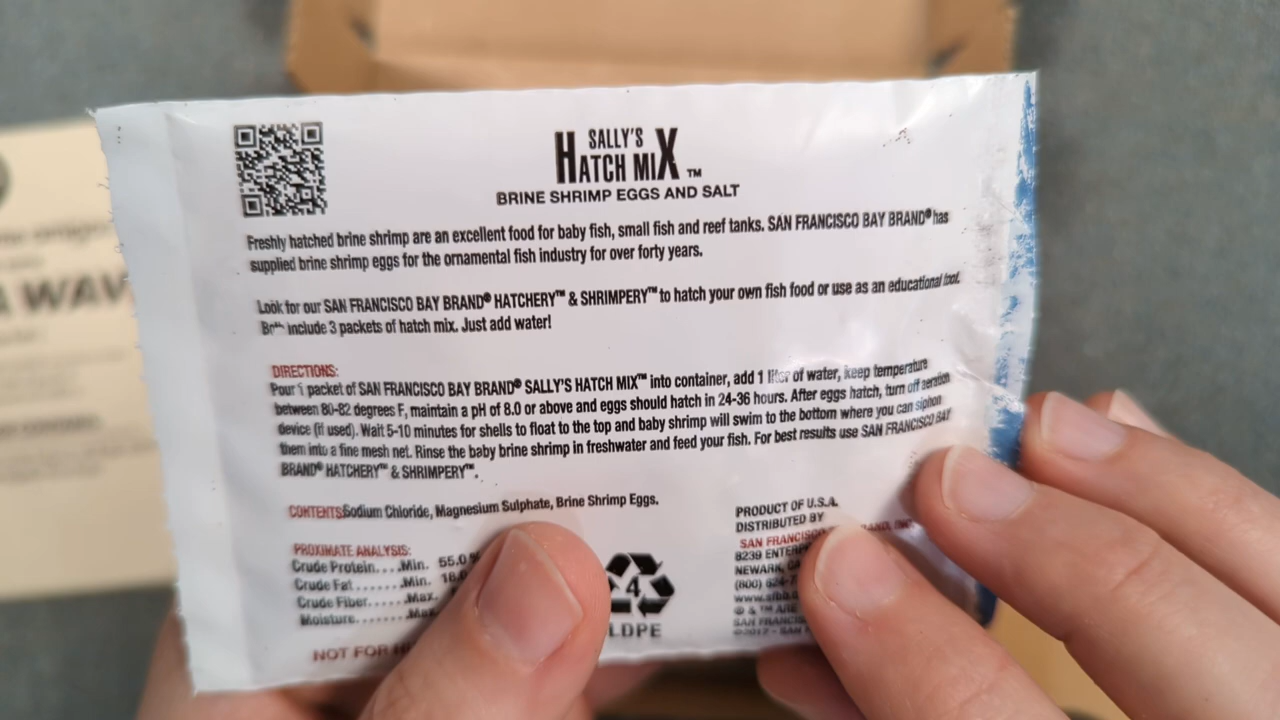 SALLY'S
HATCH MIX ™
BRINE SHRIMP EGGS AND SALT
Freshly hatched brine shrimp are an excellent food for baby fish, small fish and reef tanks. SAN FRANCISCO BAY BRAND® has
supplied brine shrimp eggs for the ornamental fish industry for over forty years.
Look for our SAN FRANCISCO BAY BRAND® HATCHERY™ & SHRIMPERY™ to hatch your own fish food or use as an educational tool.
include 3 packets of hatch mix. Just add water!
DIRECTIONS:
Pour 1 packet of SAN FRANCISCO BAY BRAND® SALLY'S HATCH MIX™ into container, add 1 liter of water, keep temperature
between 80-82 degrees F, maintain a pH of 8.0 or above and eggs should hatch in 24-36 hours. After eggs hatch, turn off aeration
device (if used). Wait 5-10 minutes for shells to float to the top and baby shrimp will swim to the bottom where you can siphon
them into a fine mesh net. Rinse the baby brine shrimp in freshwater and feed your fish. For best results use SAN FRANCISCO BAY
BRAND® HATCHERY™ & SHRIMPERY™.
CONTENTS: Sodium Chloride, Magnesium Sulphate, Brine Shrimp Eggs.
PROXIMATE ANALYSIS:
Crude Protein....Min. 55.0
Crude Fat.......Min.
Crude Fiber......Max.
Moisture........Max
NOT FOR
4
LDPE
PRODUCT OF U.S.A.
DISTRIBUTED BY
SAN FRANCISCO
8239
NEWARK,
(800)
© & ™ ARE
SAN
A WAV